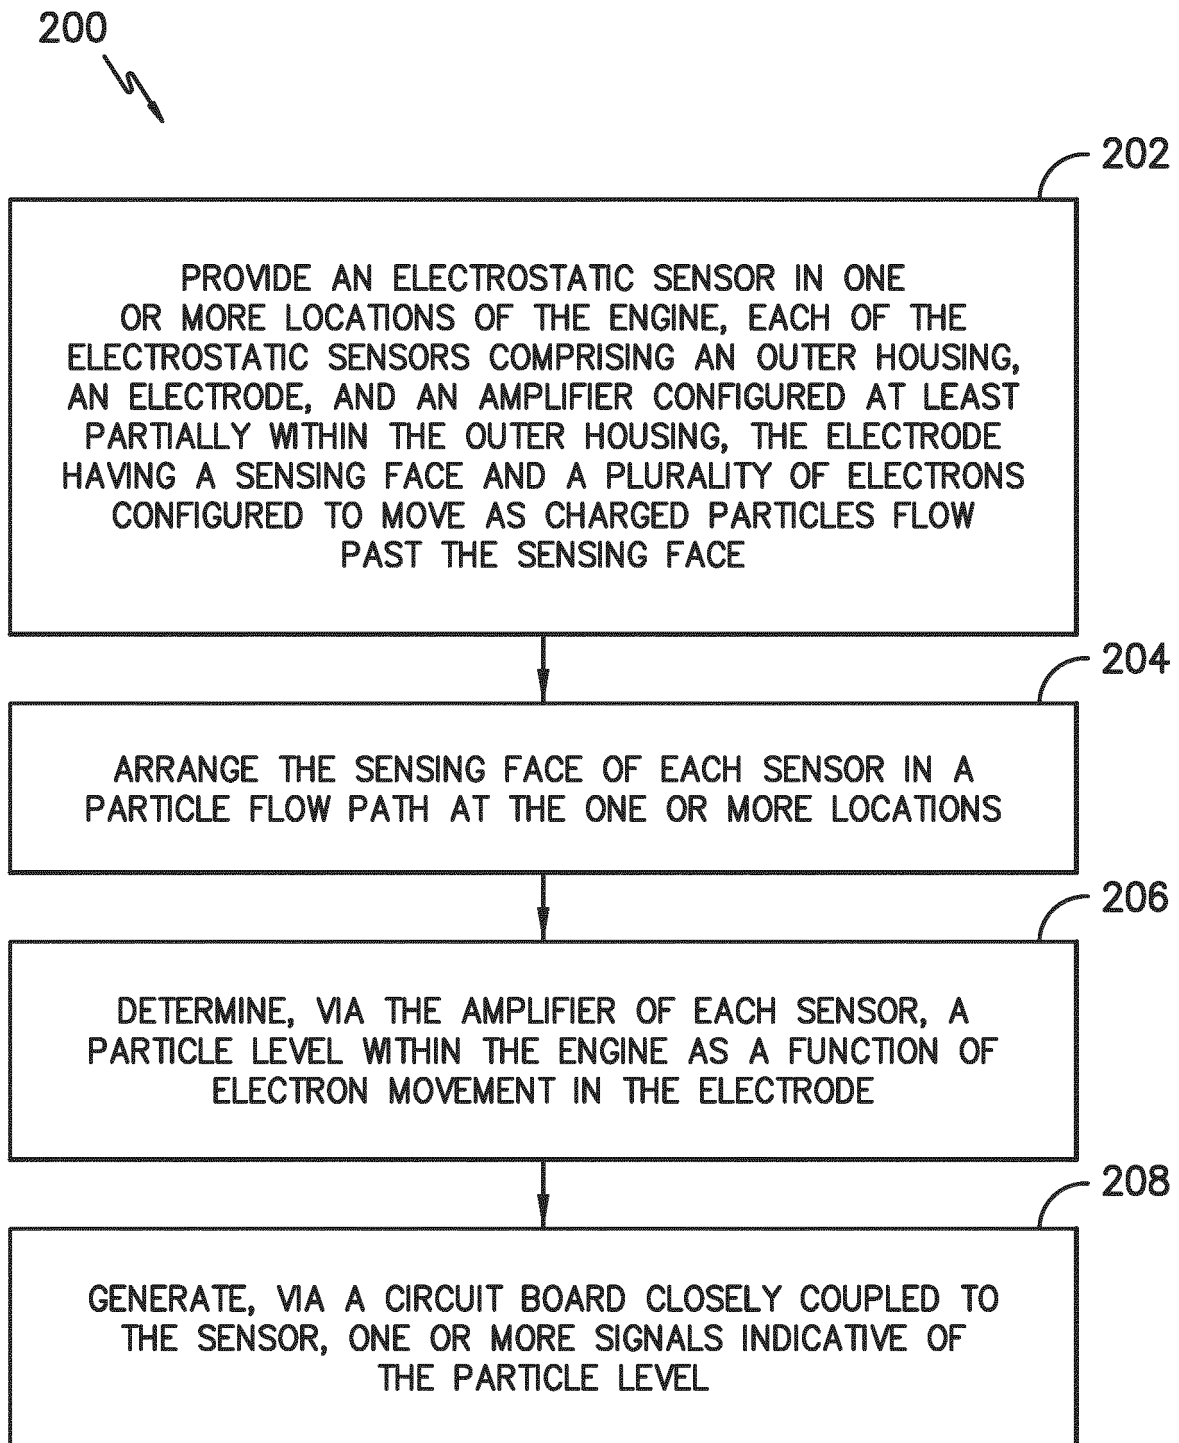 200
202
PROVIDE AN ELECTROSTATIC SENSOR IN ONE
OR MORE LOCATIONS OF THE ENGINE, EACH OF THE
ELECTROSTATIC SENSORS COMPRISING AN OUTER HOUSING,
AN ELECTRODE, AND AN AMPLIFIER CONFIGURED AT LEAST
PARTIALLY WITHIN THE OUTER HOUSING, THE ELECTRODE
HAVING A SENSING FACE AND A PLURALITY OF ELECTRONS
CONFIGURED TO MOVE AS CHARGED PARTICLES FLOW
PAST THE SENSING FACE
204
ARRANGE THE SENSING FACE OF EACH SENSOR IN A
PARTICLE FLOW PATH AT THE ONE OR MORE LOCATIONS
206
DETERMINE, VIA THE AMPLIFIER OF EACH SENSOR, A
PARTICLE LEVEL WITHIN THE ENGINE AS A FUNCTION OF
ELECTRON MOVEMENT IN THE ELECTRODE
208
GENERATE, VIA A CIRCUIT BOARD CLOSELY COUPLED TO
THE SENSOR, ONE OR MORE SIGNALS INDICATIVE OF
THE PARTICLE LEVEL